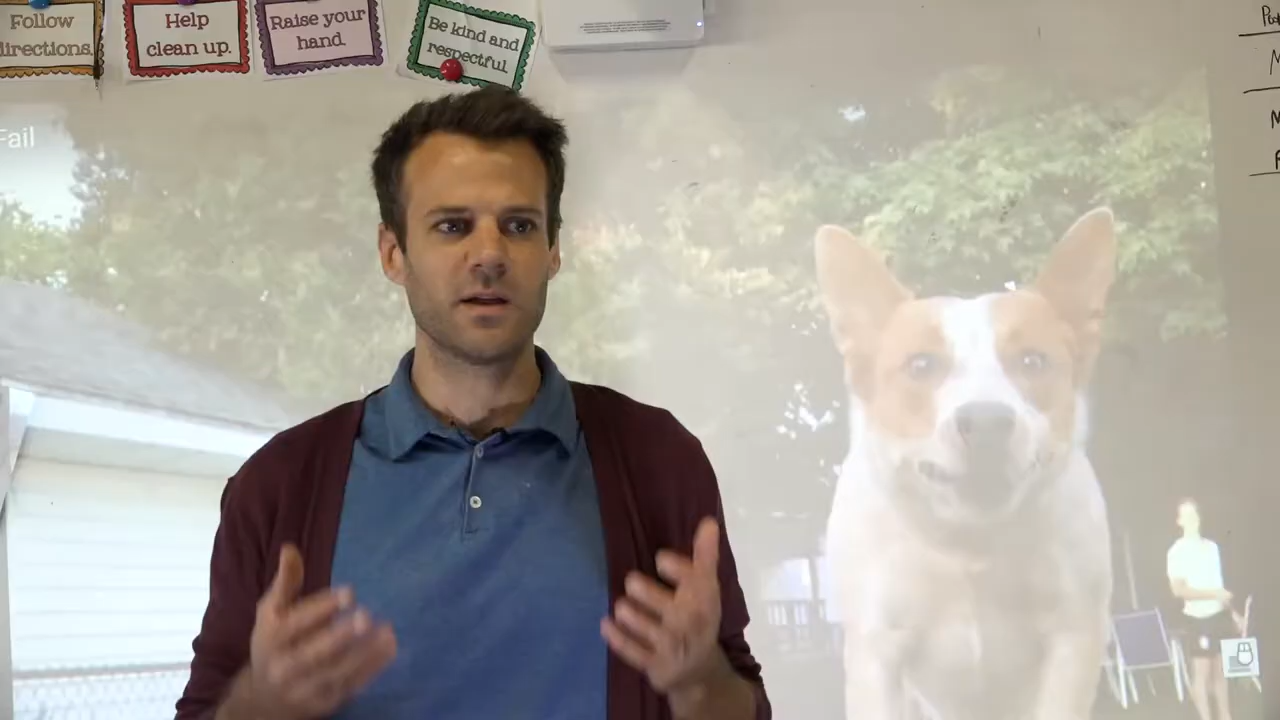 Follow
directions.
Help
clean up.
Raise your
hand.
Be kind and
respectful.
Fail